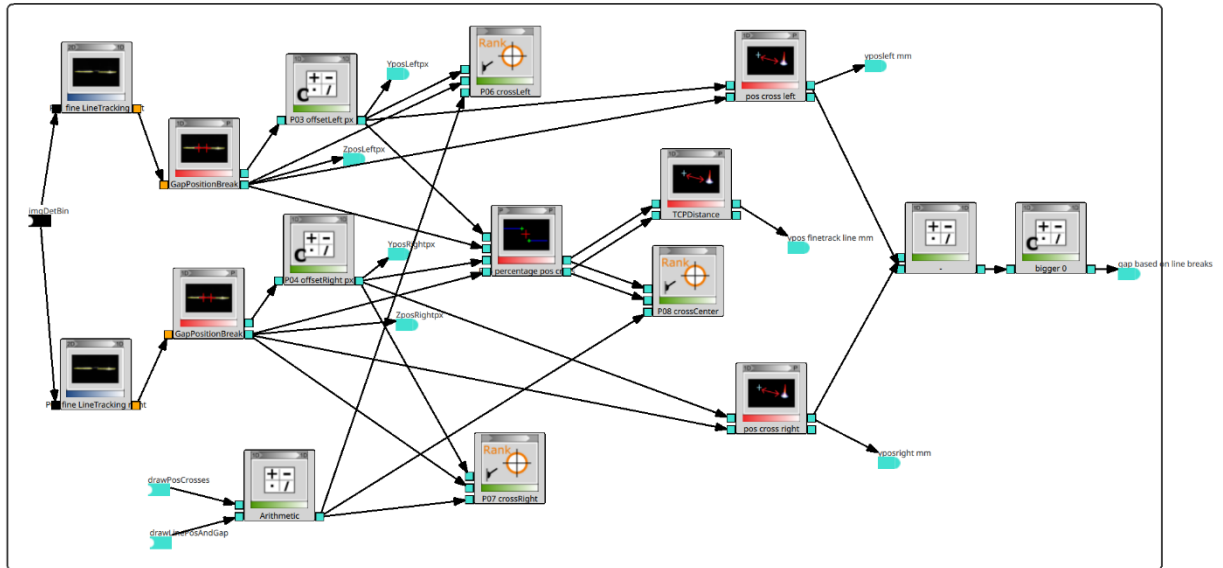 Rank
P06 crossLeft
YposLeftpx
P03 offsetLeft px
pos cross left
yposleft mm
fine LineTracking
GapPositionBreak
ZposLeftpx
imgDetBin
TCPDistance
ypos finetrack line mm
YposRightpx
P04 offsetRight px
percentage pos
Rank
P08 crossCenter
-
bigger 0
gap based on line breaks
GapPositionBreak
ZposRightpx
fine LineTracking
pos cross right
yposright mm
Rank
P07 crossRight
drawPosCrosses
Arithmetic
drawLinePosAndGap